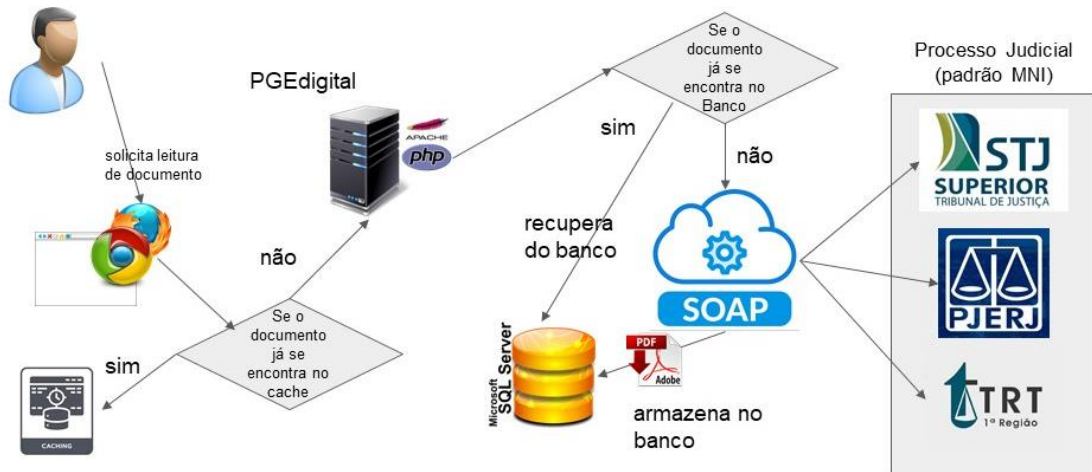 solicita leitura
de documento
Se o
documento
já se
encontra no
cache
sim
CACHING
não
PGEdigital
APACHE
php
Se o
documento
já se
encontra no
Banco
sim
recupera
do banco
Microsoft
SQL Server
não
SOAP
PDF
Adobe
armazena no
banco
Processo Judicial
(padrão MNI)
STJ
SUPERIOR
TRIBUNAL DE JUSTIÇA
PJERJ
TRT
1ª Região